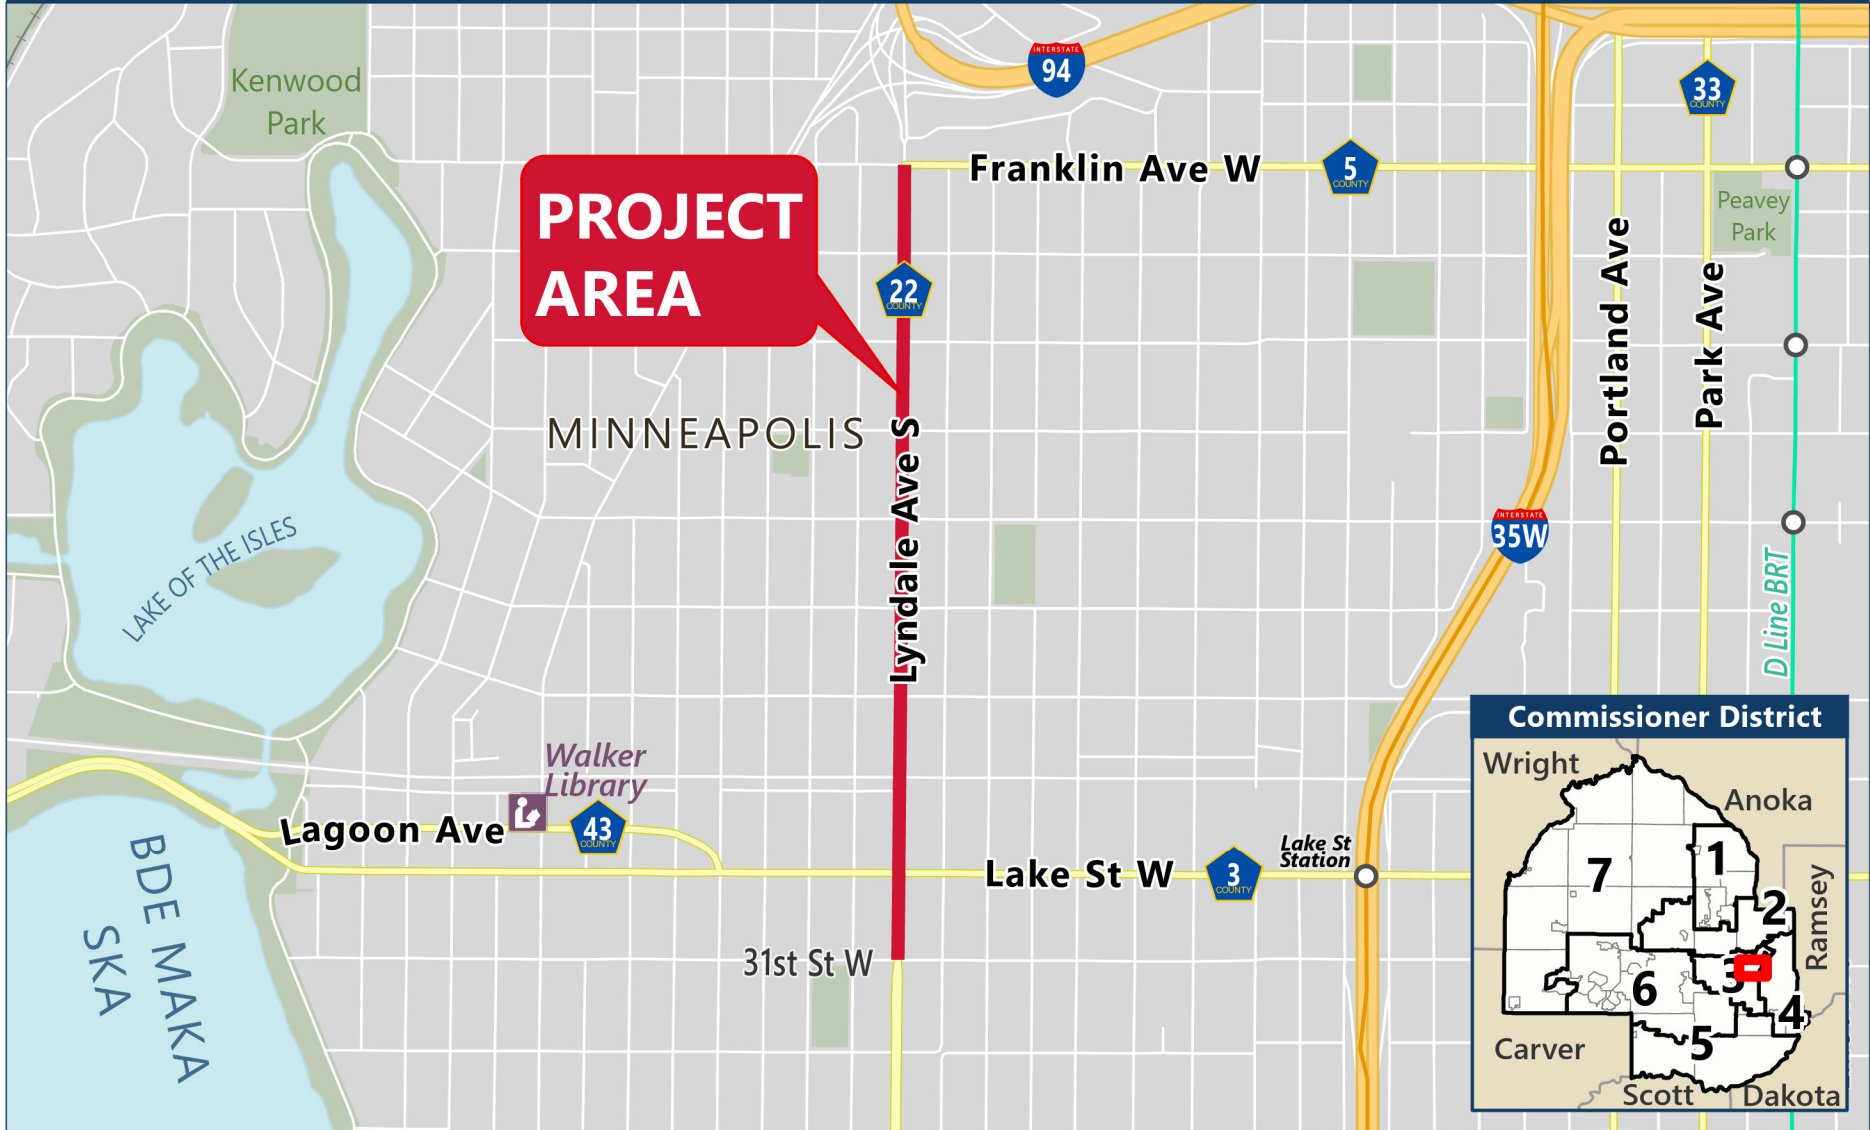 Kenwood
Park
INTERSTATE
94
33
COUNTY
Franklin Ave W
5
COUNTY
PROJECT
AREA
Peavey
Park
22
COUNTY
Portland Ave
Park Ave
MINNEAPOLIS
Lyndale Ave S
LAKE OF THE ISLES
INTERSTATE
35W
D Line BRT
Walker
Library
Lagoon Ave
43
COUNTY
Lake St W
3
COUNTY
Lake St
Station
31st St W
BDE MAKA
SKA
Commissioner District
Wright
Anoka
Ramsey
Carver
Scott
Dakota
1
2
3
4
5
6
7